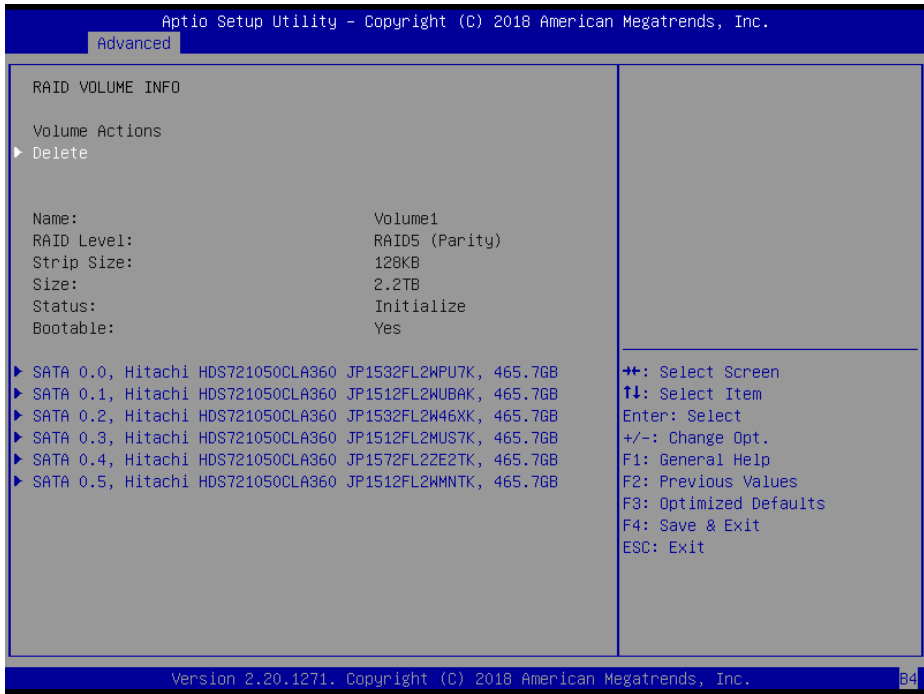 Aptio Setup Utility – Copyright (C) 2018 American Megatrends, Inc.
Advanced
RAID VOLUME INFO
Volume Actions
▶ Delete
Name: Volume1
RAID Level: RAID5 (Parity)
Strip Size: 128KB
Size: 2.2TB
Status: Initialize
Bootable: Yes
▶ SATA 0.0, Hitachi HDS721050CLA360 JP1532FL2WPU7K, 465.7GB
▶ SATA 0.1, Hitachi HDS721050CLA360 JP1512FL2WUBAK, 465.7GB
▶ SATA 0.2, Hitachi HDS721050CLA360 JP1532FL2W46XK, 465.7GB
▶ SATA 0.3, Hitachi HDS721050CLA360 JP1512FL2MUS7K, 465.7GB
▶ SATA 0.4, Hitachi HDS721050CLA360 JP1572FL2ZE2TK, 465.7GB
▶ SATA 0.5, Hitachi HDS721050CLA360 JP1512FL2WMNTK, 465.7GB
→←: Select Screen
↑↓: Select Item
Enter: Select
+/-: Change Opt.
F1: General Help
F2: Previous Values
F3: Optimized Defaults
F4: Save & Exit
ESC: Exit
Version 2.20.1271. Copyright (C) 2018 American Megatrends, Inc.
B4